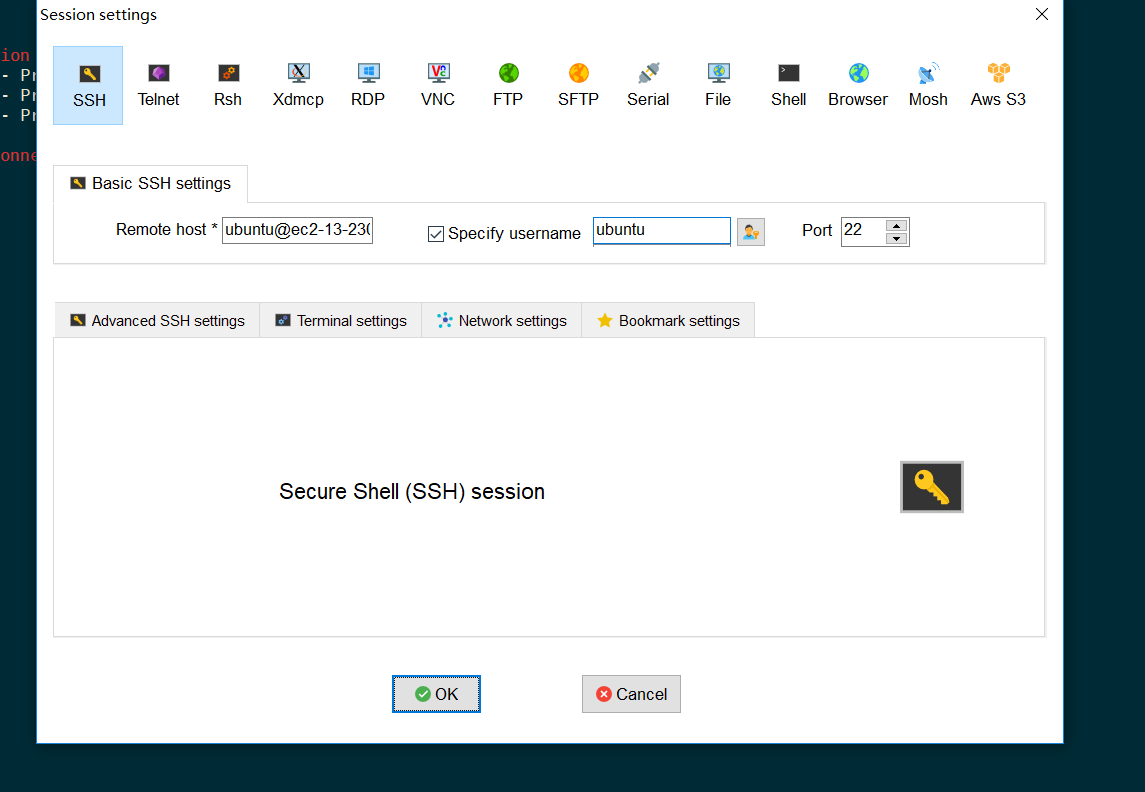 Session settings
ion
- Pr
- Pr
- Pr
onne
SSH Telnet Rsh Xdmcp RDP VNC FTP SFTP Serial File Shell Browser Mosh Aws S3
Basic SSH settings
Remote host * ubuntu@ec2-13-230 Specify username ubuntu Port 22
Advanced SSH settings Terminal settings Network settings Bookmark settings
Secure Shell (SSH) session
OK Cancel